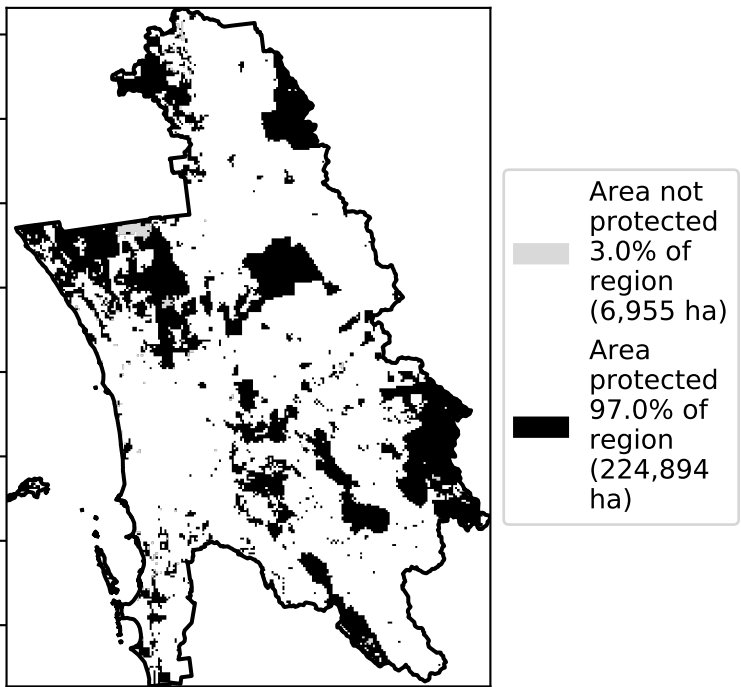 Area not
protected
3.0% of
region
(6,955 ha)
Area
protected
97.0% of
region
(224,894
ha)